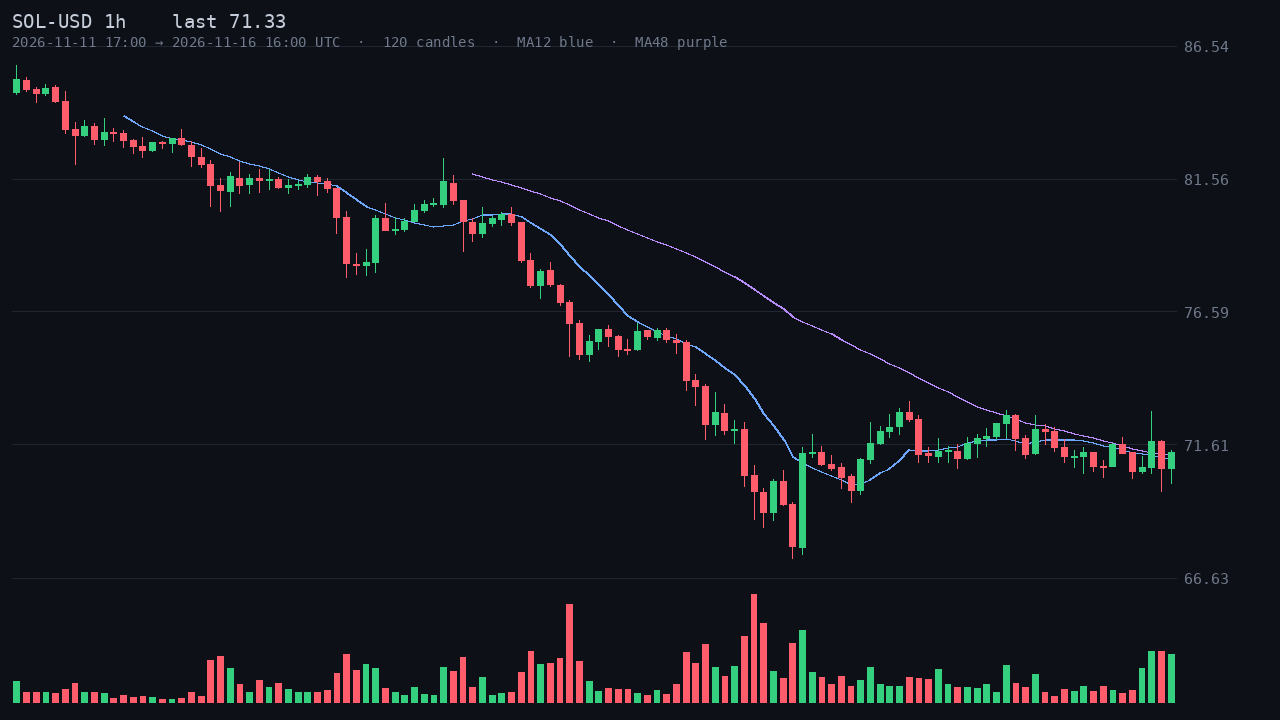 SOL-USD 1h    last 71.33
2026-11-11 17:00 → 2026-11-16 16:00 UTC  ·  120 candles  ·  MA12 blue  ·  MA48 purple
86.54
81.56
76.59
71.61
66.63